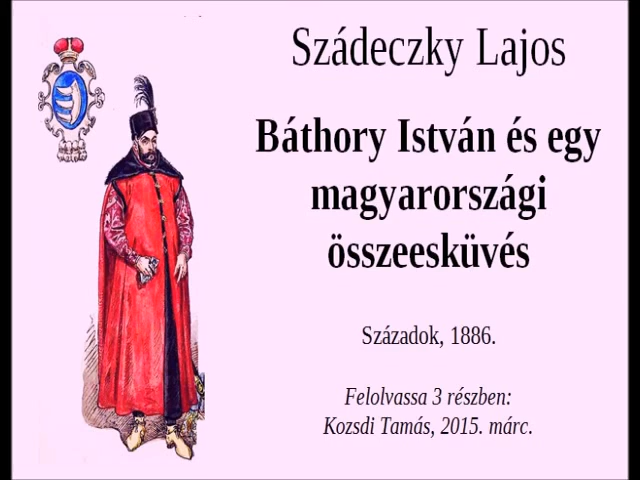 Szádeczky Lajos
Báthory István és egy
magyarországi
összeesküvés
Századok, 1886.
Felolvassa 3 részben:
Kozsdi Tamás, 2015. márc.